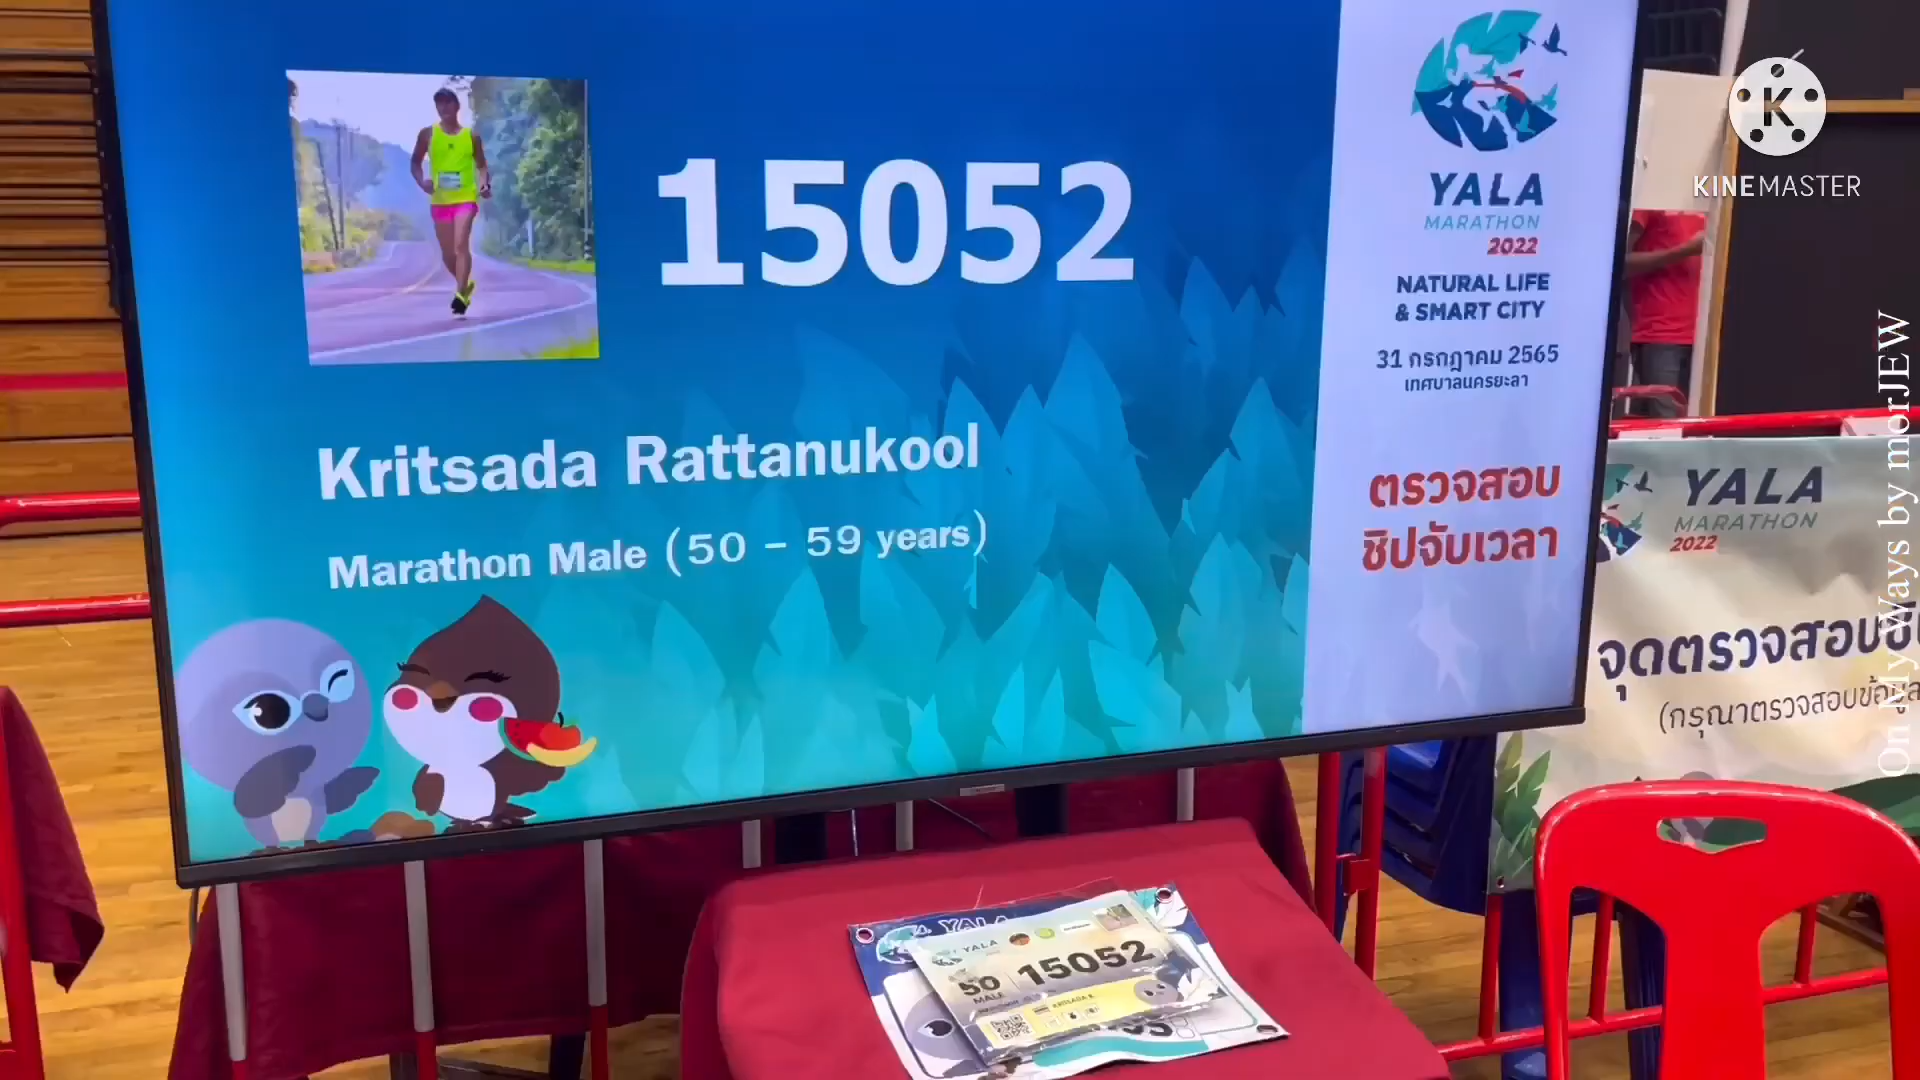 15052
Kritsada Rattanukool
Marathon Male (50 - 59 years)
YALA
MARATHON
2022
NATURAL LIFE
& SMART CITY
31 กรกฎาคม 2565
เทศบาลนครยะลา
ตรวจสอบ
ชิปจับเวลา
K
KINEMASTER
On My Ways by morJEW
YALA
MARATHON
2022
จุดตรวจสอบชิ
(กรุณาตรวจสอบข้อมูล
YALA
YALA
50
MALE
15052
KRITSADA R.